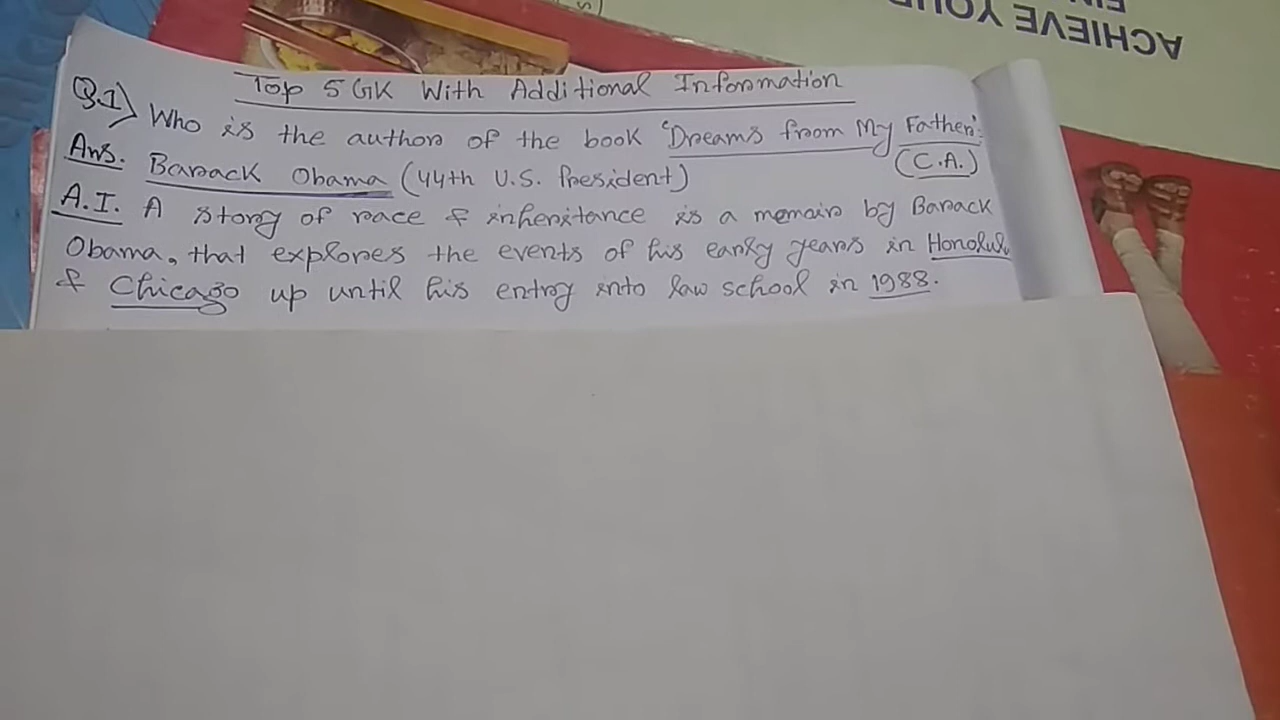 Top 5 GK With Additional Information
Q.1) Who is the author of the book 'Dreams from My Father'.
(C.A.)
Ans. Barack Obama (44th U.S. President)
A.I. A story of race & inheritance is a memoir by Barack
Obama, that explores the events of his early years in Honolulu
& Chicago up until his entry into law school in 1988.
ACHIEVE YOUR